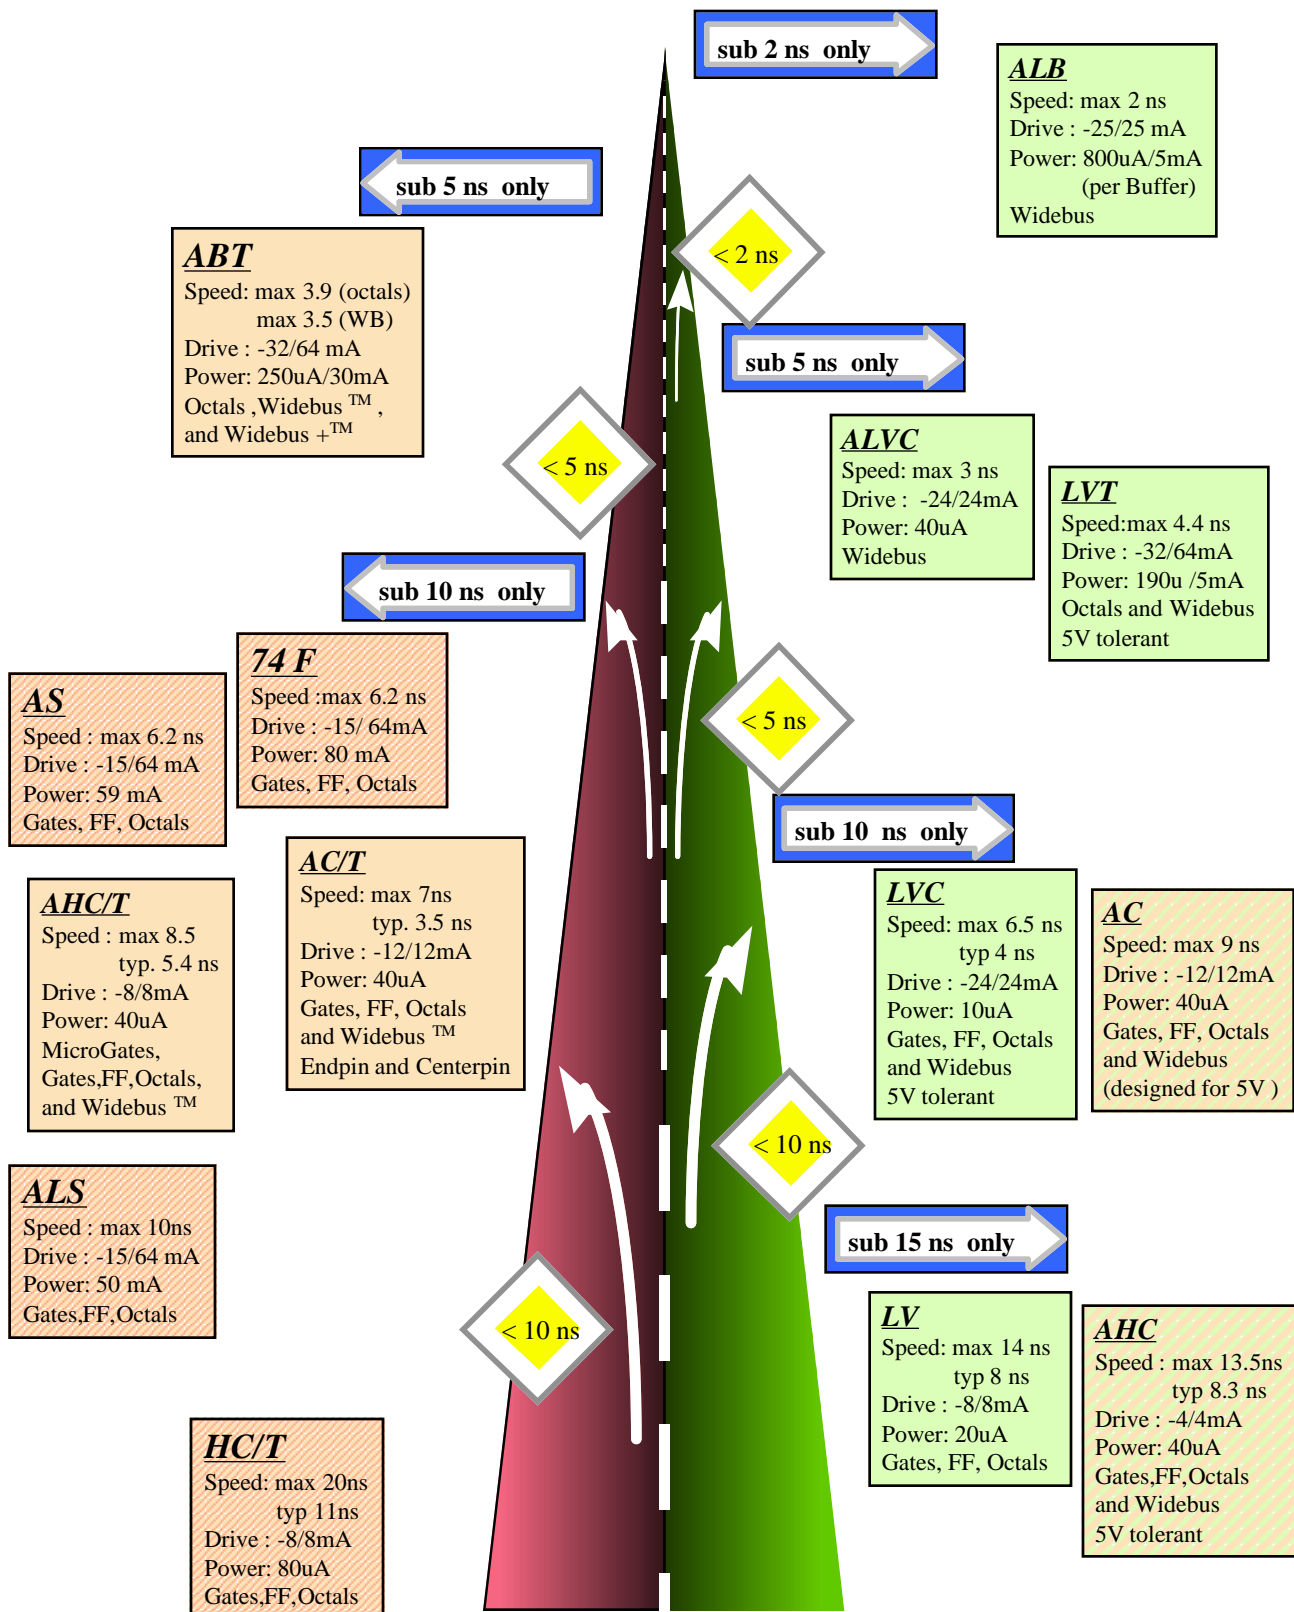 sub 2 ns only
ALB
Speed: max 2 ns
Drive : -25/25 mA
Power: 800uA/5mA
(per Buffer)
Widebus
sub 5 ns only
ABT
Speed: max 3.9 (octals)
max 3.5 (WB)
Drive : -32/64 mA
Power: 250uA/30mA
Octals ,Widebus TM ,
and Widebus +TM
< 2 ns
sub 5 ns only
< 5 ns
ALVC
Speed: max 3 ns
Drive : -24/24mA
Power: 40uA
Widebus
LVT
Speed:max 4.4 ns
Drive : -32/64mA
Power: 190u /5mA
Octals and Widebus
5V tolerant
sub 10 ns only
74 F
Speed :max 6.2 ns
Drive : -15/ 64mA
Power: 80 mA
Gates, FF, Octals
AS
Speed : max 6.2 ns
Drive : -15/64 mA
Power: 59 mA
Gates, FF, Octals
< 5 ns
sub 10 ns only
AC/T
Speed: max 7ns
typ. 3.5 ns
Drive : -12/12mA
Power: 40uA
Gates, FF, Octals
and Widebus TM
Endpin and Centerpin
AHC/T
Speed : max 8.5
typ. 5.4 ns
Drive : -8/8mA
Power: 40uA
MicroGates,
Gates,FF,Octals,
and Widebus TM
LVC
Speed: max 6.5 ns
typ 4 ns
Drive : -24/24mA
Power: 10uA
Gates, FF, Octals
and Widebus
5V tolerant
AC
Speed: max 9 ns
Drive : -12/12mA
Power: 40uA
Gates, FF, Octals
and Widebus
(designed for 5V )
< 10 ns
ALS
Speed : max 10ns
Drive : -15/64 mA
Power: 50 mA
Gates,FF,Octals
sub 15 ns only
< 10 ns
LV
Speed: max 14 ns
typ 8 ns
Drive : -8/8mA
Power: 20uA
Gates, FF, Octals
AHC
Speed : max 13.5ns
typ 8.3 ns
Drive : -4/4mA
Power: 40uA
Gates,FF,Octals
and Widebus
5V tolerant
HC/T
Speed: max 20ns
typ 11ns
Drive : -8/8mA
Power: 80uA
Gates,FF,Octals